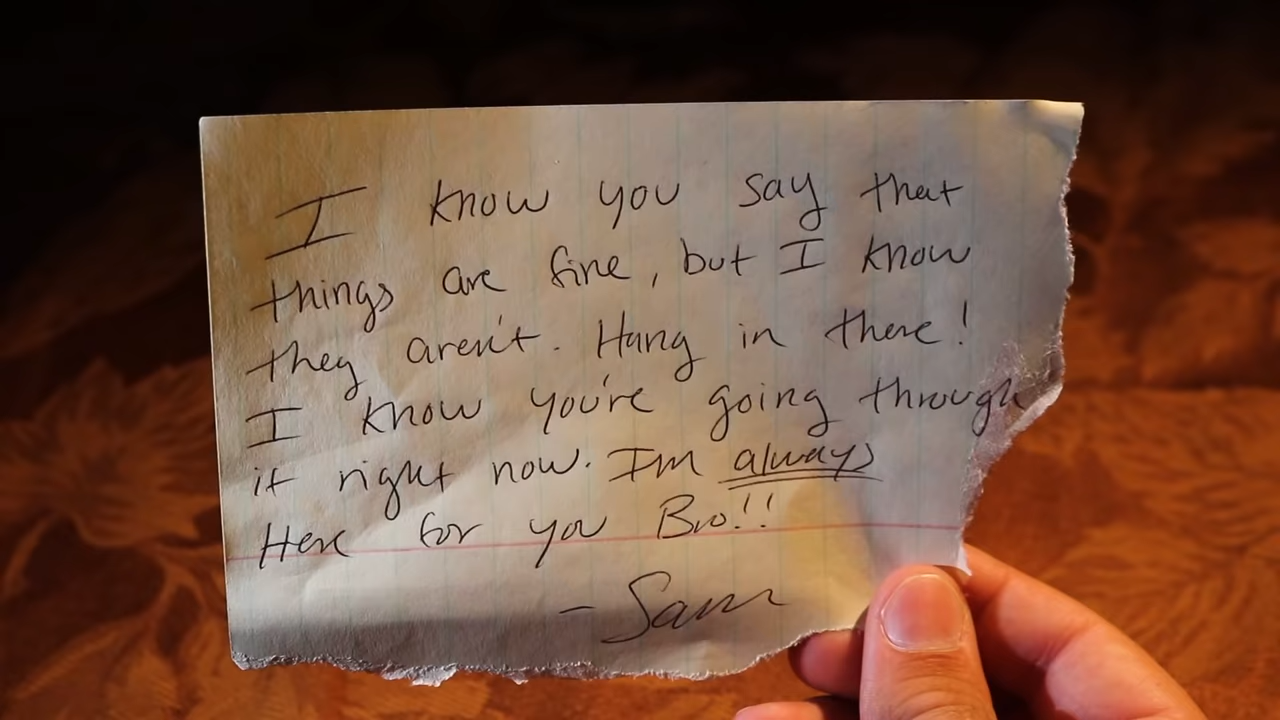 I know you say that
things are fine, but I know
they aren't. Hang in there!
I know you're going through
it right now. I'm always
Here for you Bro!!
- Sam